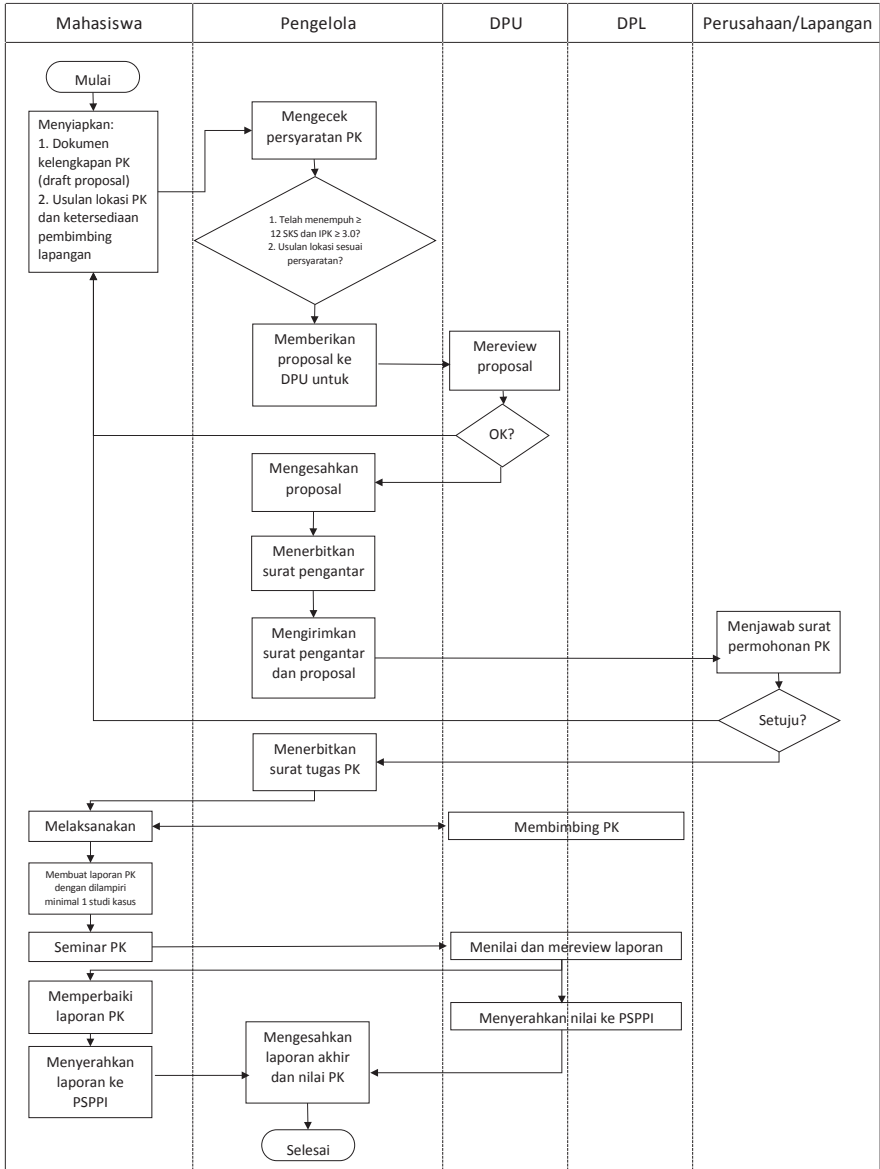 Mahasiswa
Pengelola
DPU
DPL
Perusahaan/Lapangan
Mulai
Menyiapkan:
1. Dokumen
kelengkapan PK
(draft proposal)
2. Usulan lokasi PK
dan ketersediaan
pembimbing
lapangan
Mengecek
persyaratan PK
1. Telah menempuh ≥
12 SKS dan IPK ≥ 3.0?
2. Usulan lokasi sesuai
persyaratan?
Memberikan
proposal ke
DPU untuk
Mereview
proposal
OK?
Mengesahkan
proposal
Menerbitkan
surat pengantar
Mengirimkan
surat pengantar
dan proposal
Menjawab surat
permohonan PK
Setuju?
Menerbitkan
surat tugas PK
Melaksanakan
Membimbing PK
Membuat laporan PK
dengan dilampiri
minimal 1 studi kasus
Seminar PK
Menilai dan mereview laporan
Memperbaiki
laporan PK
Menyerahkan nilai ke PSPPI
Menyerahkan
laporan ke
PSPPI
Mengesahkan
laporan akhir
dan nilai PK
Selesai